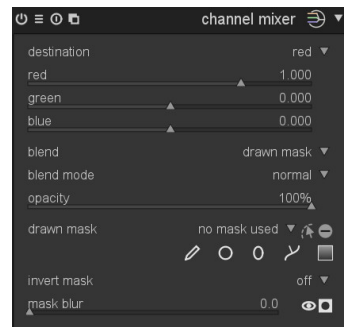 channel mixer
destination red
red 1.000
green 0.000
blue 0.000
blend drawn mask
blend mode normal
opacity 100%
drawn mask no mask used
invert mask off
mask blur 0.0